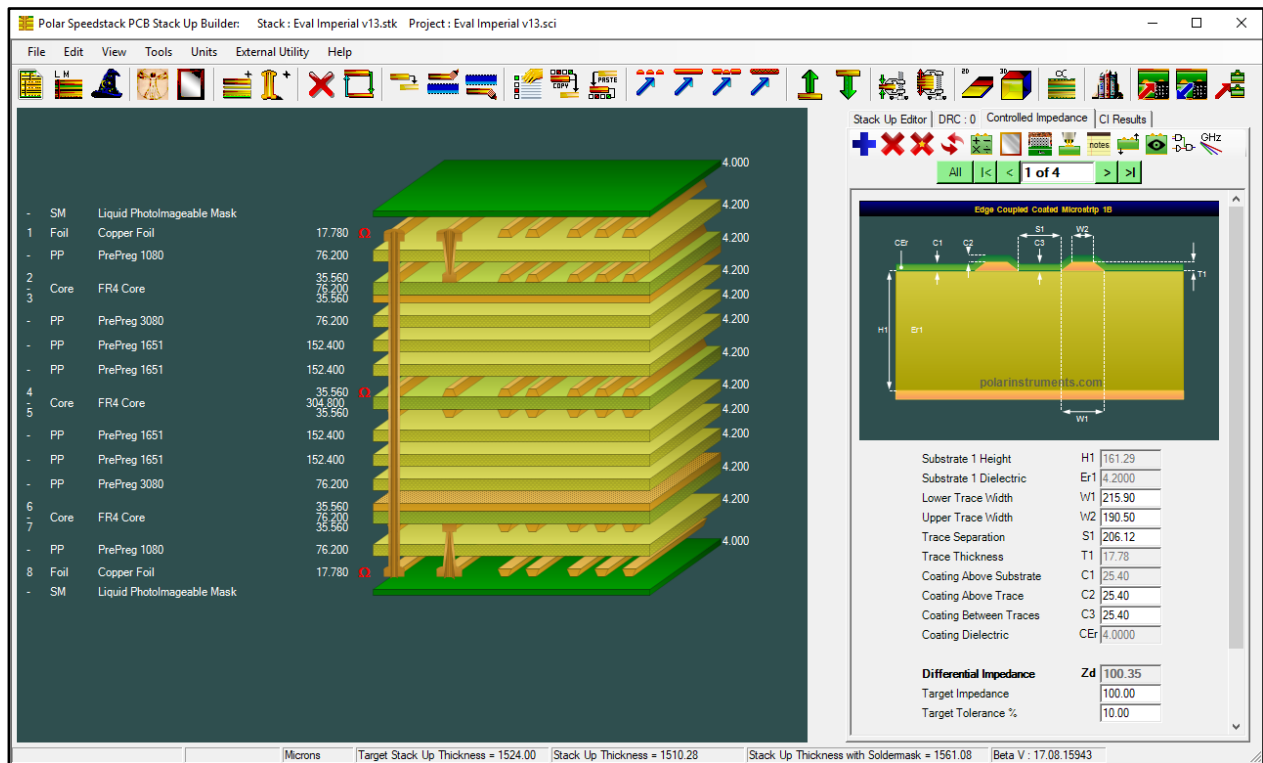 Polar Speedstack PCB Stack Up Builder: Stack : Eval Imperial v13.stk Project : Eval Imperial v13.sci
File Edit View Tools Units External Utility Help
L M
COPY
PASTE
2D
3D
QC
Stack Up Editor DRC : 0 Controlled Impedance CI Results
notes
GHz
All |< < 1 of 4 > >|
4.000
- SM Liquid PhotoImageable Mask
4.200
1 Foil Copper Foil 17.780 Ω
4.200
- PP PrePreg 1080 76.200
4.200
2 35.560
- Core FR4 Core 76.200
3 35.560
4.200
- PP PrePreg 3080 76.200
4.200
- PP PrePreg 1651 152.400
4.200
- PP PrePreg 1651 152.400
4.200
4 35.560 Ω
- Core FR4 Core 304.800
5 35.560
4.200
4.200
- PP PrePreg 1651 152.400
4.200
- PP PrePreg 1651 152.400
4.200
- PP PrePreg 3080 76.200
6 35.560
- Core FR4 Core 76.200
7 35.560
4.200
- PP PrePreg 1080 76.200
4.000
8 Foil Copper Foil 17.780 Ω
- SM Liquid PhotoImageable Mask
Edge Coupled Coated Microstrip 1B
S1 W2
CEr C1 C2 C3
T1
H1 Er1
polarinstruments.com
W1
Substrate 1 Height H1 161.29
Substrate 1 Dielectric Er1 4.2000
Lower Trace Width W1 215.90
Upper Trace Width W2 190.50
Trace Separation S1 206.12
Trace Thickness T1 17.78
Coating Above Substrate C1 25.40
Coating Above Trace C2 25.40
Coating Between Traces C3 25.40
Coating Dielectric CEr 4.0000
Differential Impedance Zd 100.35
Target Impedance 100.00
Target Tolerance % 10.00
Microns Target Stack Up Thickness = 1524.00 Stack Up Thickness = 1510.28 Stack Up Thickness with Soldermask = 1561.08 Beta V : 17.08.15943